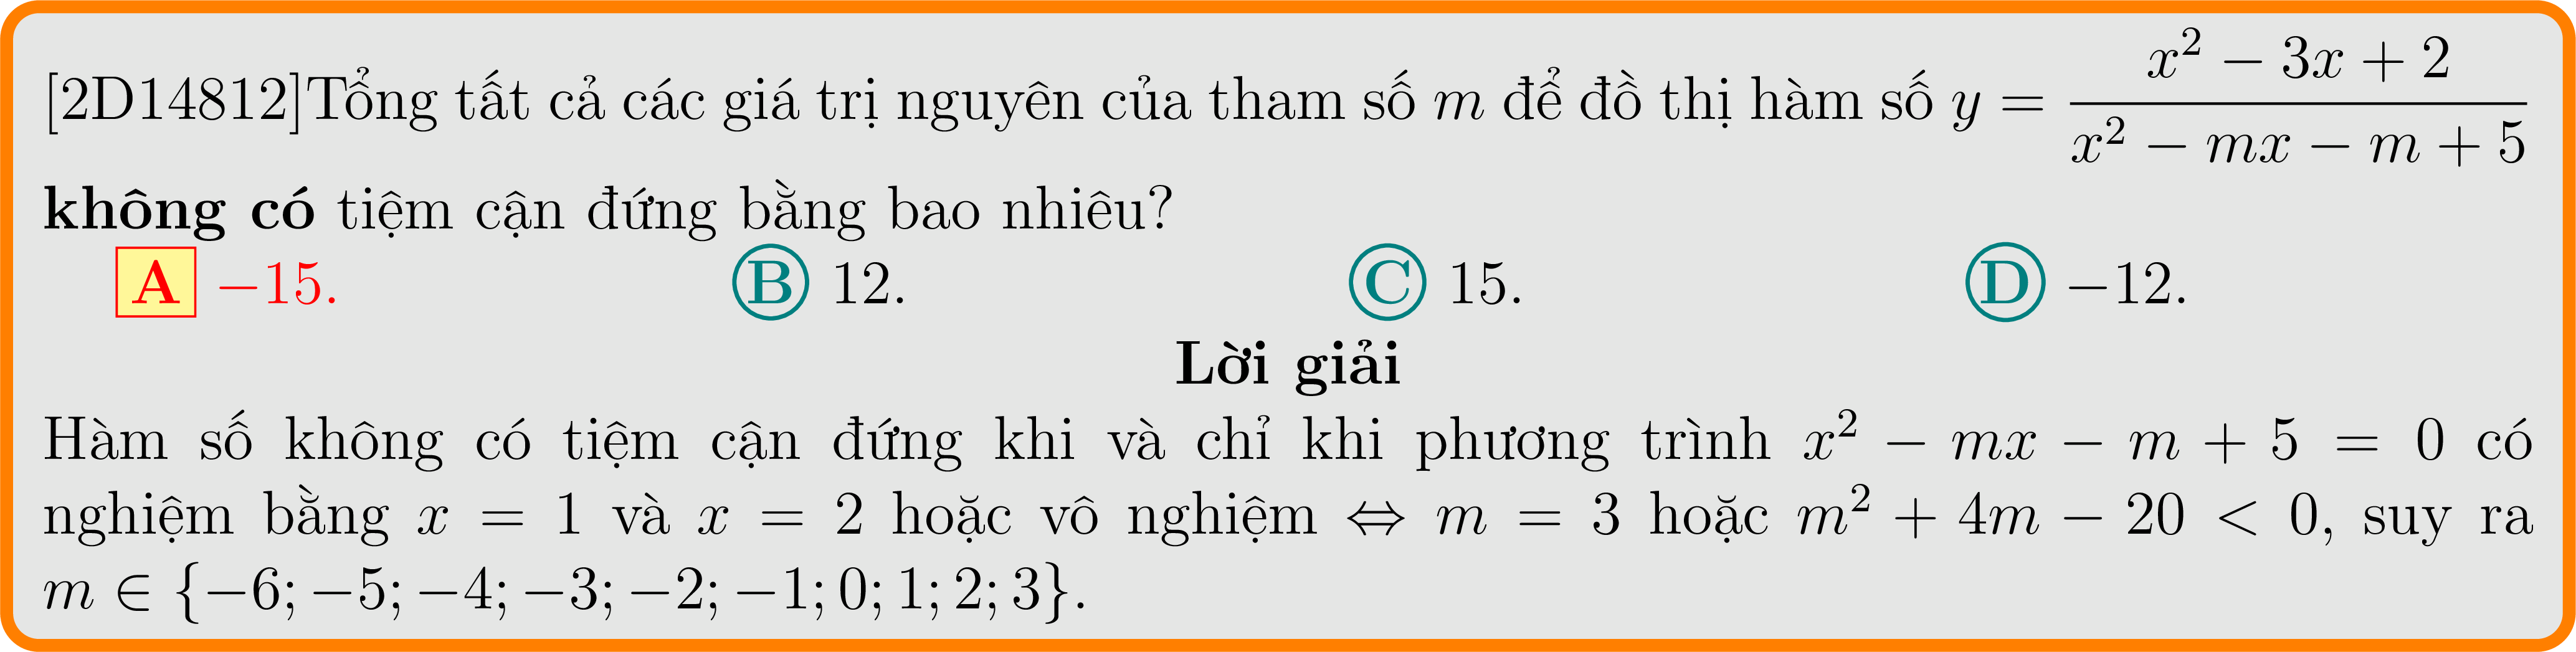 [2D14812]Tổng tất cả các giá trị nguyên của tham số m để đồ thị hàm số y = \frac{x^2 − 3x + 2}{x^2 − mx − m + 5}
không có tiệm cận đứng bằng bao nhiêu?
A −15. B 12. C 15. D −12.
Lời giải
Hàm số không có tiệm cận đứng khi và chỉ khi phương trình x^2 − mx − m + 5 = 0 có
nghiệm bằng x = 1 và x = 2 hoặc vô nghiệm ⇔ m = 3 hoặc m^2 + 4m − 20 < 0, suy ra
m ∈ {−6; −5; −4; −3; −2; −1; 0; 1; 2; 3}.